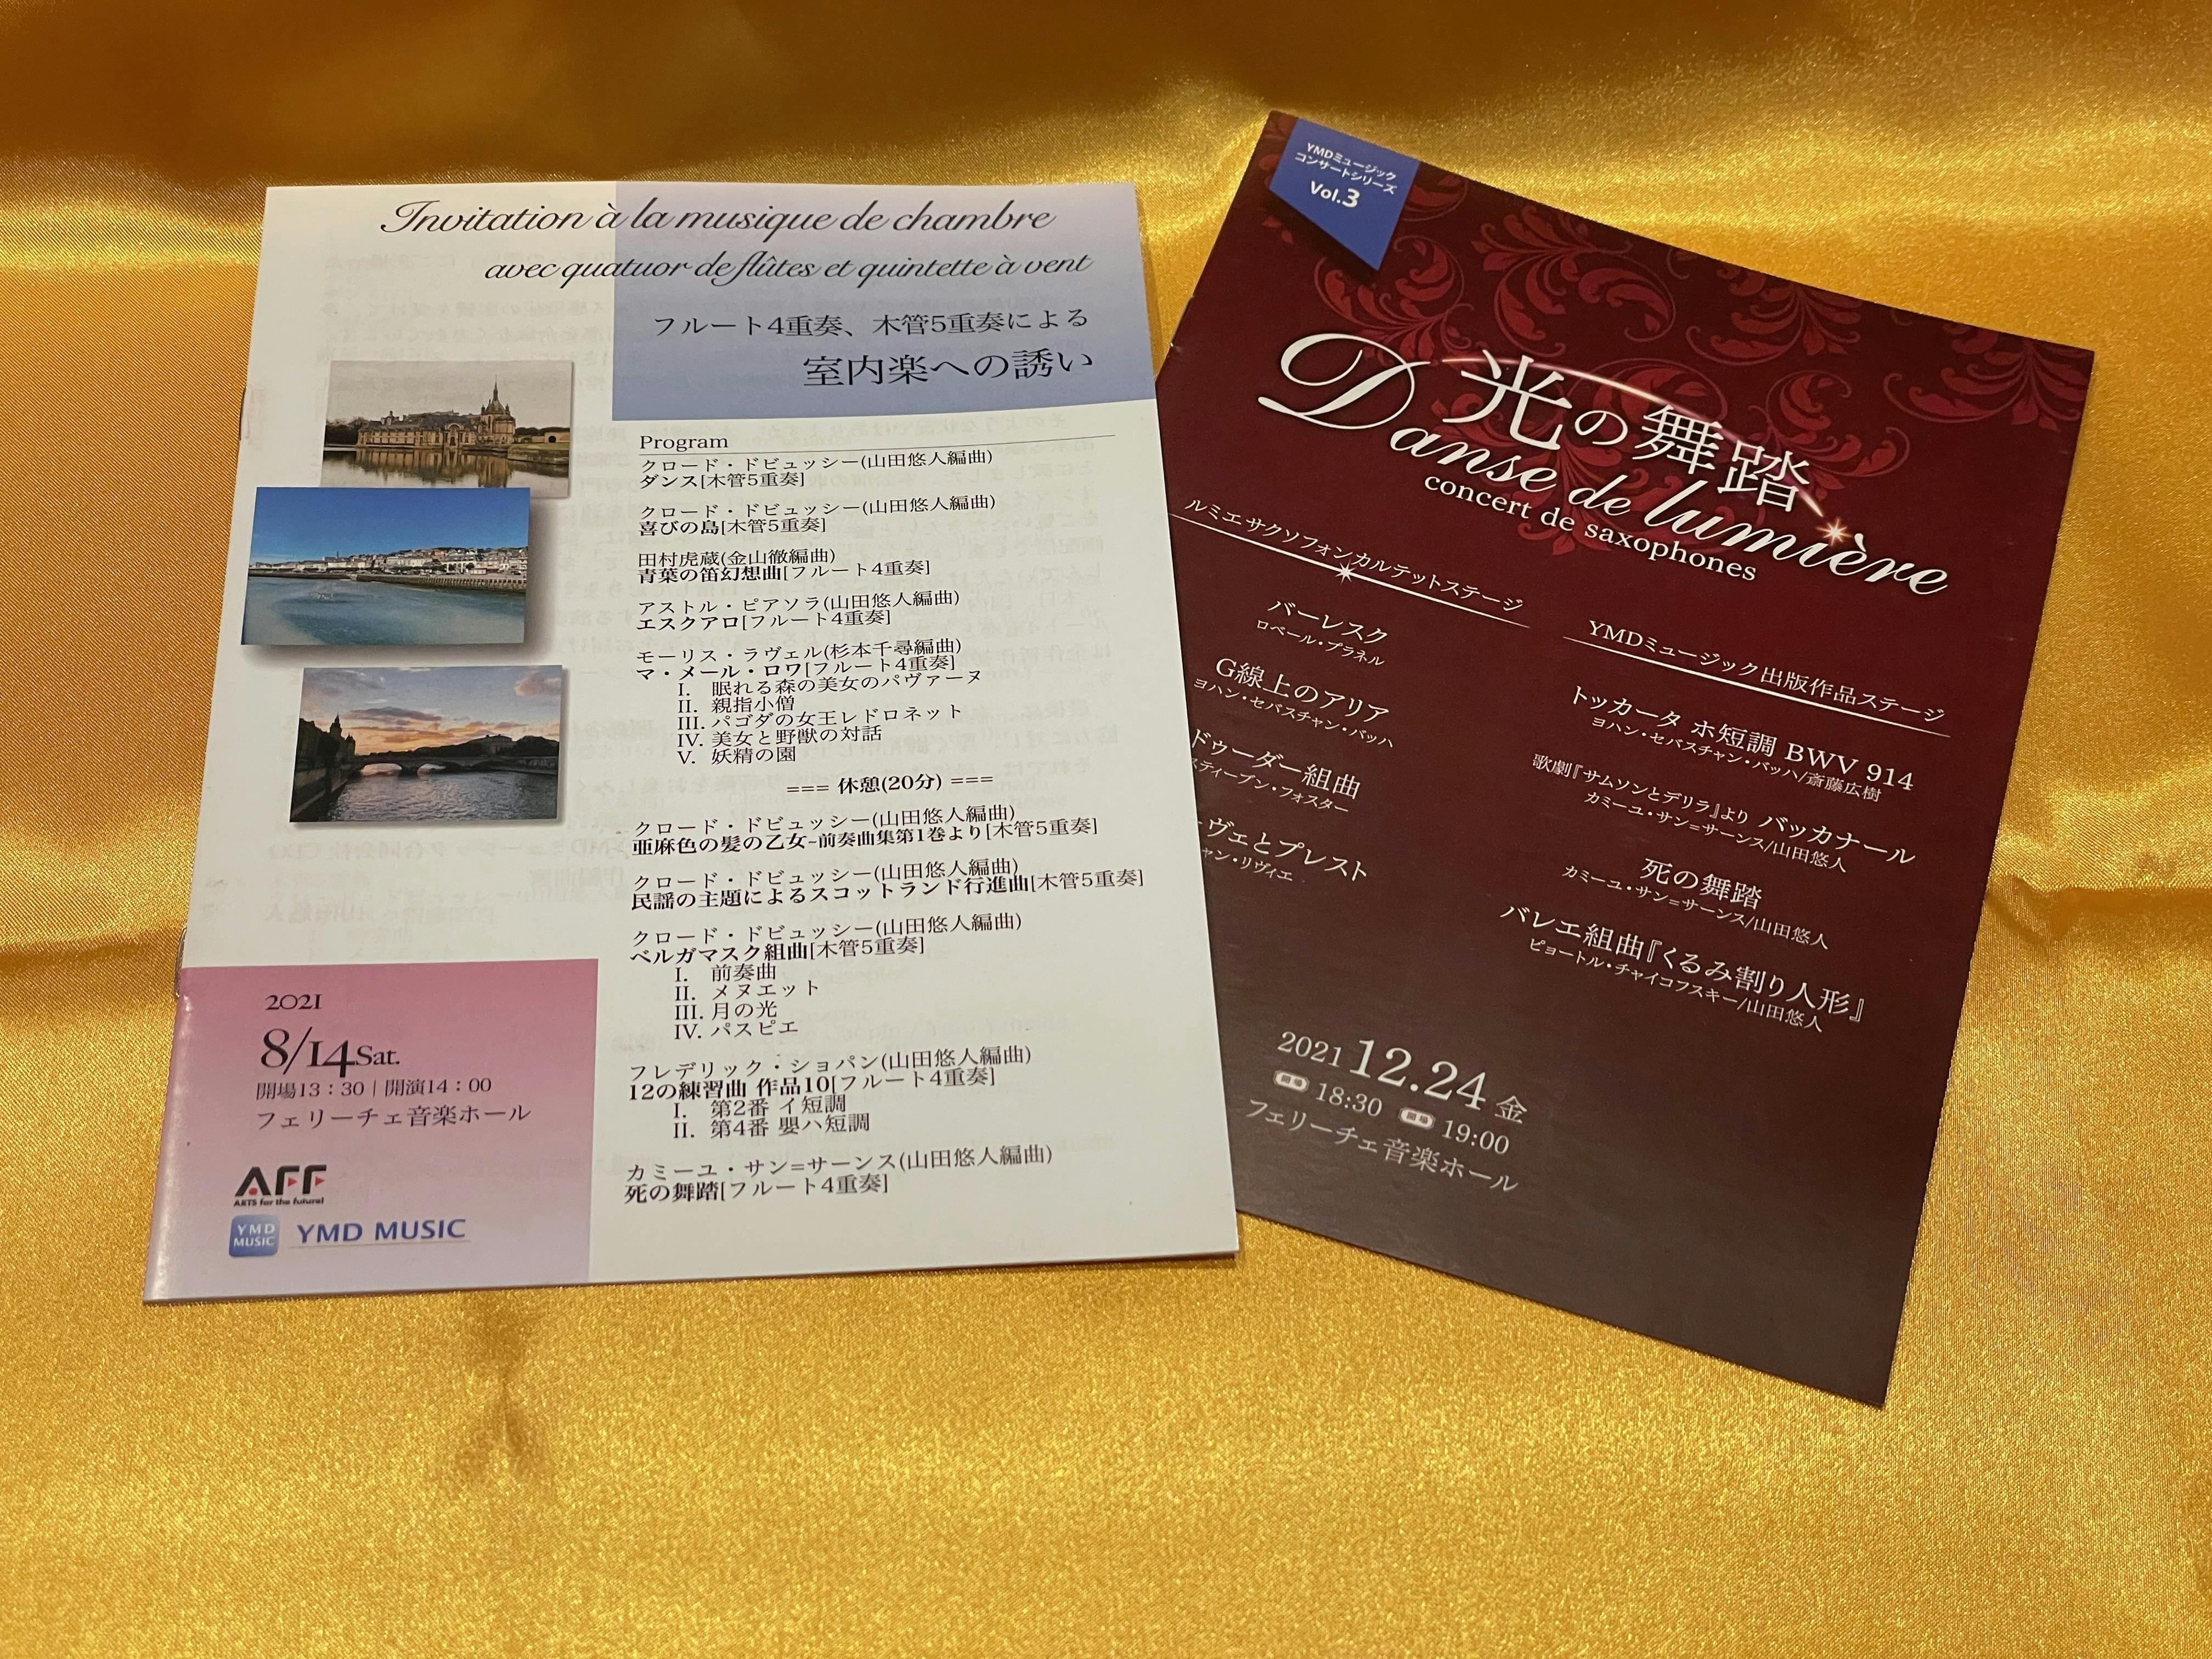 Invitation à la musique de chambre
avec quatuor de flûtes et quintette à vent
フルート4重奏、木管5重奏による
室内楽への誘い
Program
クロード・ドビュッシー(山田悠人編曲)
ダンス[木管5重奏]
クロード・ドビュッシー(山田悠人編曲)
喜びの島[木管5重奏]
田村虎蔵(金山徹編曲)
青葉の笛幻想曲[フルート4重奏]
アストル・ピアソラ(山田悠人編曲)
エスクアロ[フルート4重奏]
モーリス・ラヴェル(杉本千尋編曲)
マ・メール・ロワ[フルート4重奏]
I. 眠れる森の美女のパヴァーヌ
II. 親指小僧
III. パゴダの女王レドロネット
IV. 美女と野獣の対話
V. 妖精の園
=== 休憩(20分) ===
クロード・ドビュッシー(山田悠人編曲)
亜麻色の髪の乙女-前奏曲集第1巻より[木管5重奏]
クロード・ドビュッシー(山田悠人編曲)
民謡の主題によるスコットランド行進曲[木管5重奏]
クロード・ドビュッシー(山田悠人編曲)
ベルガマスク組曲[木管5重奏]
I. 前奏曲
II. メヌエット
III. 月の光
IV. パスピエ
フレデリック・ショパン(山田悠人編曲)
12の練習曲 作品10[フルート4重奏]
I. 第2番 イ短調
II. 第4番 嬰ハ短調
カミーユ・サン=サーンス(山田悠人編曲)
死の舞踏[フルート4重奏]
2021
8/14Sat.
開場13：30｜開演14：00
フェリーチェ音楽ホール
AFF
ARTS for the future!
YMD
MUSIC
YMD MUSIC
YMDミュージック
コンサートシリーズ
Vol.3
光の舞踏
Danse de lumière
concert de saxophones
ルミエサクソフォンカルテットステージ
バーレスク
ロベール・プラネル
G線上のアリア
ヨハン・セバスチャン・バッハ
ドゥーダー組曲
スティーブン・フォスター
ヴェとプレスト
ャン・リヴィエ
YMDミュージック出版作品ステージ
トッカータ ホ短調 BWV 914
ヨハン・セバスチャン・バッハ/斎藤広樹
歌劇『サムソンとデリラ』より バッカナール
カミーユ・サン=サーンス/山田悠人
死の舞踏
カミーユ・サン=サーンス/山田悠人
バレエ組曲『くるみ割り人形』
ピョートル・チャイコフスキー/山田悠人
2021 12.24 金
18:30 19:00
フェリーチェ音楽ホール